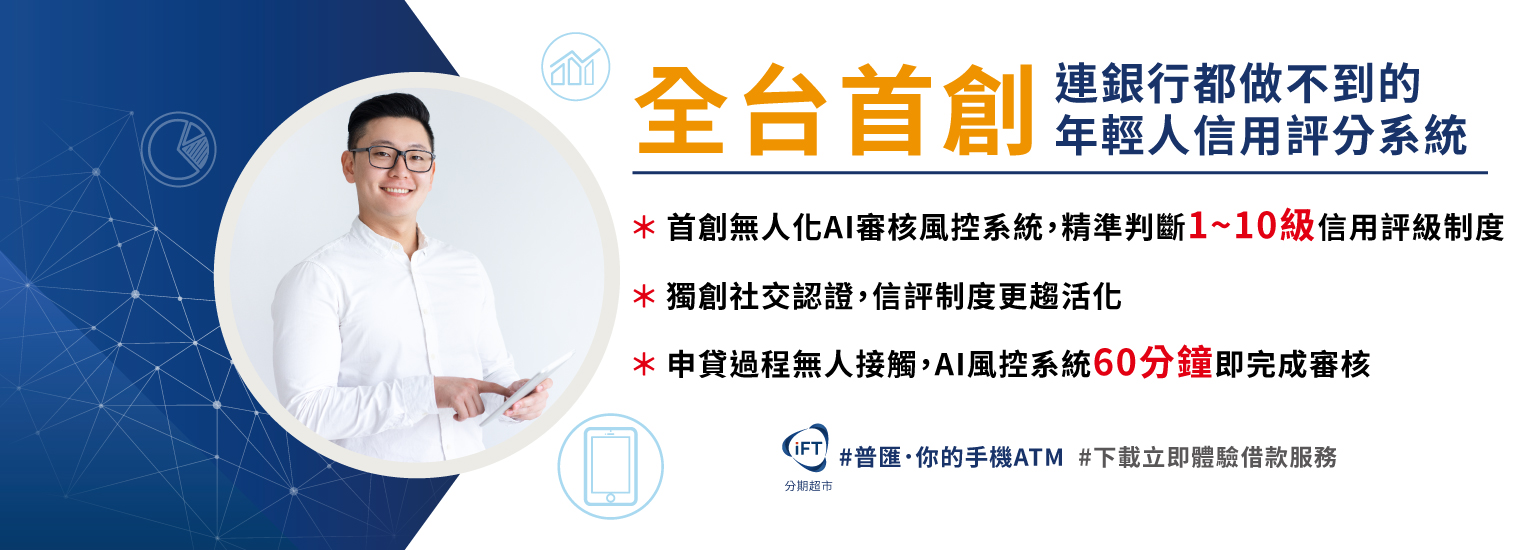 全台首創
連銀行都做不到的
年輕人信用評分系統
＊ 首創無人化AI審核風控系統，精準判斷1~10級信用評級制度
＊ 獨創社交認證，信評制度更趨活化
＊ 申貸過程無人接觸，AI風控系統60分鐘即完成審核
iFT
分期超市
#普匯·你的手機ATM #下載立即體驗借款服務